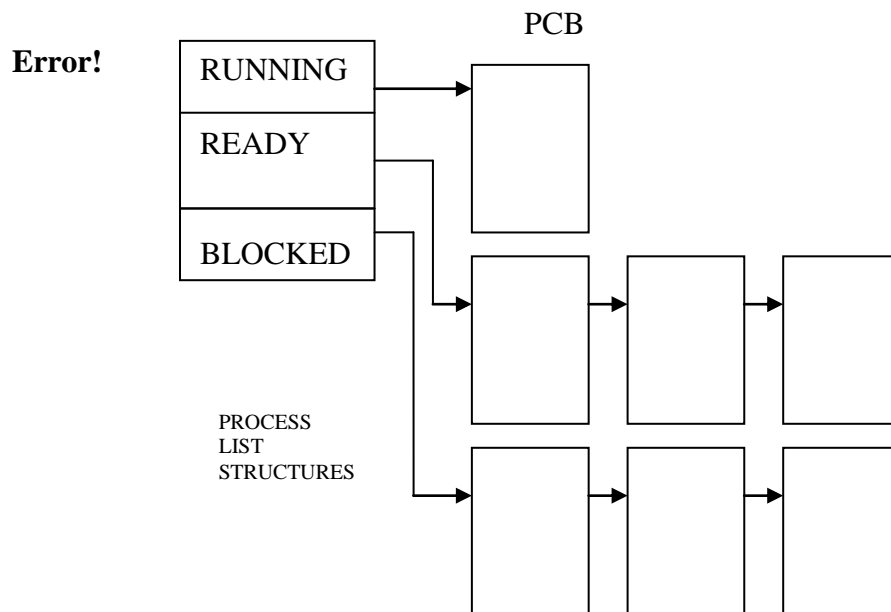 PCB
Error!
RUNNING
READY
BLOCKED
PROCESS
LIST
STRUCTURES